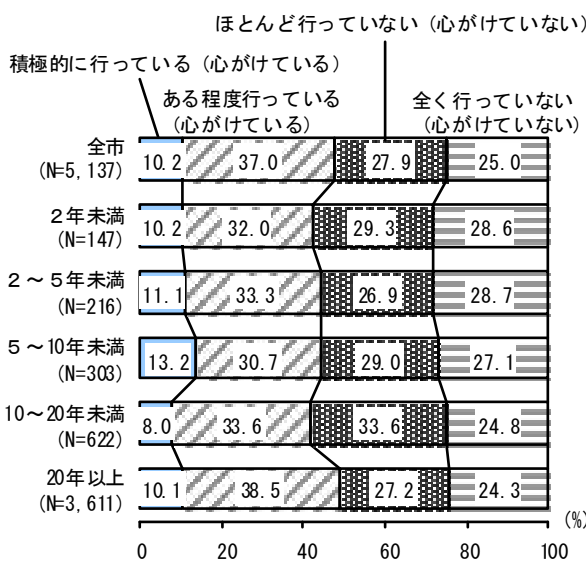 ほとんど行っていない（心がけていない）
積極的に行っている（心がけている）
ある程度行っている
（心がけている）
全く行っていない
（心がけていない）
全市
(N=5,137)
10.2 37.0 27.9 25.0
2年未満
(N=147)
10.2 32.0 29.3 28.6
2～5年未満
(N=216)
11.1 33.3 26.9 28.7
5～10年未満
(N=303)
13.2 30.7 29.0 27.1
10～20年未満
(N=622)
8.0 33.6 33.6 24.8
20年以上
(N=3,611)
10.1 38.5 27.2 24.3
(%)
0 20 40 60 80 100